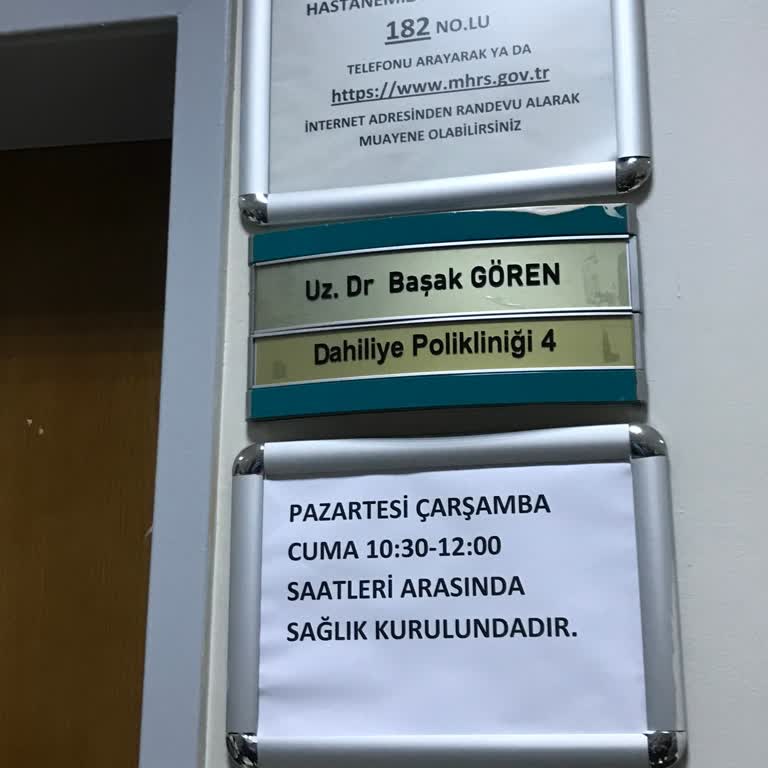 182 NO.LU
TELEFONU ARAYARAK YA DA
https://www.mhrs.gov.tr
İNTERNET ADRESİNDEN RANDEVU ALARAK
MUAYENE OLABİLİRSİNİZ
Uz. Dr Başak GÖREN
Dahiliye Polikliniği 4
PAZARTESİ ÇARŞAMBA
CUMA 10:30-12:00
SAATLERİ ARASINDA
SAĞLIK KURULUNDADIR.